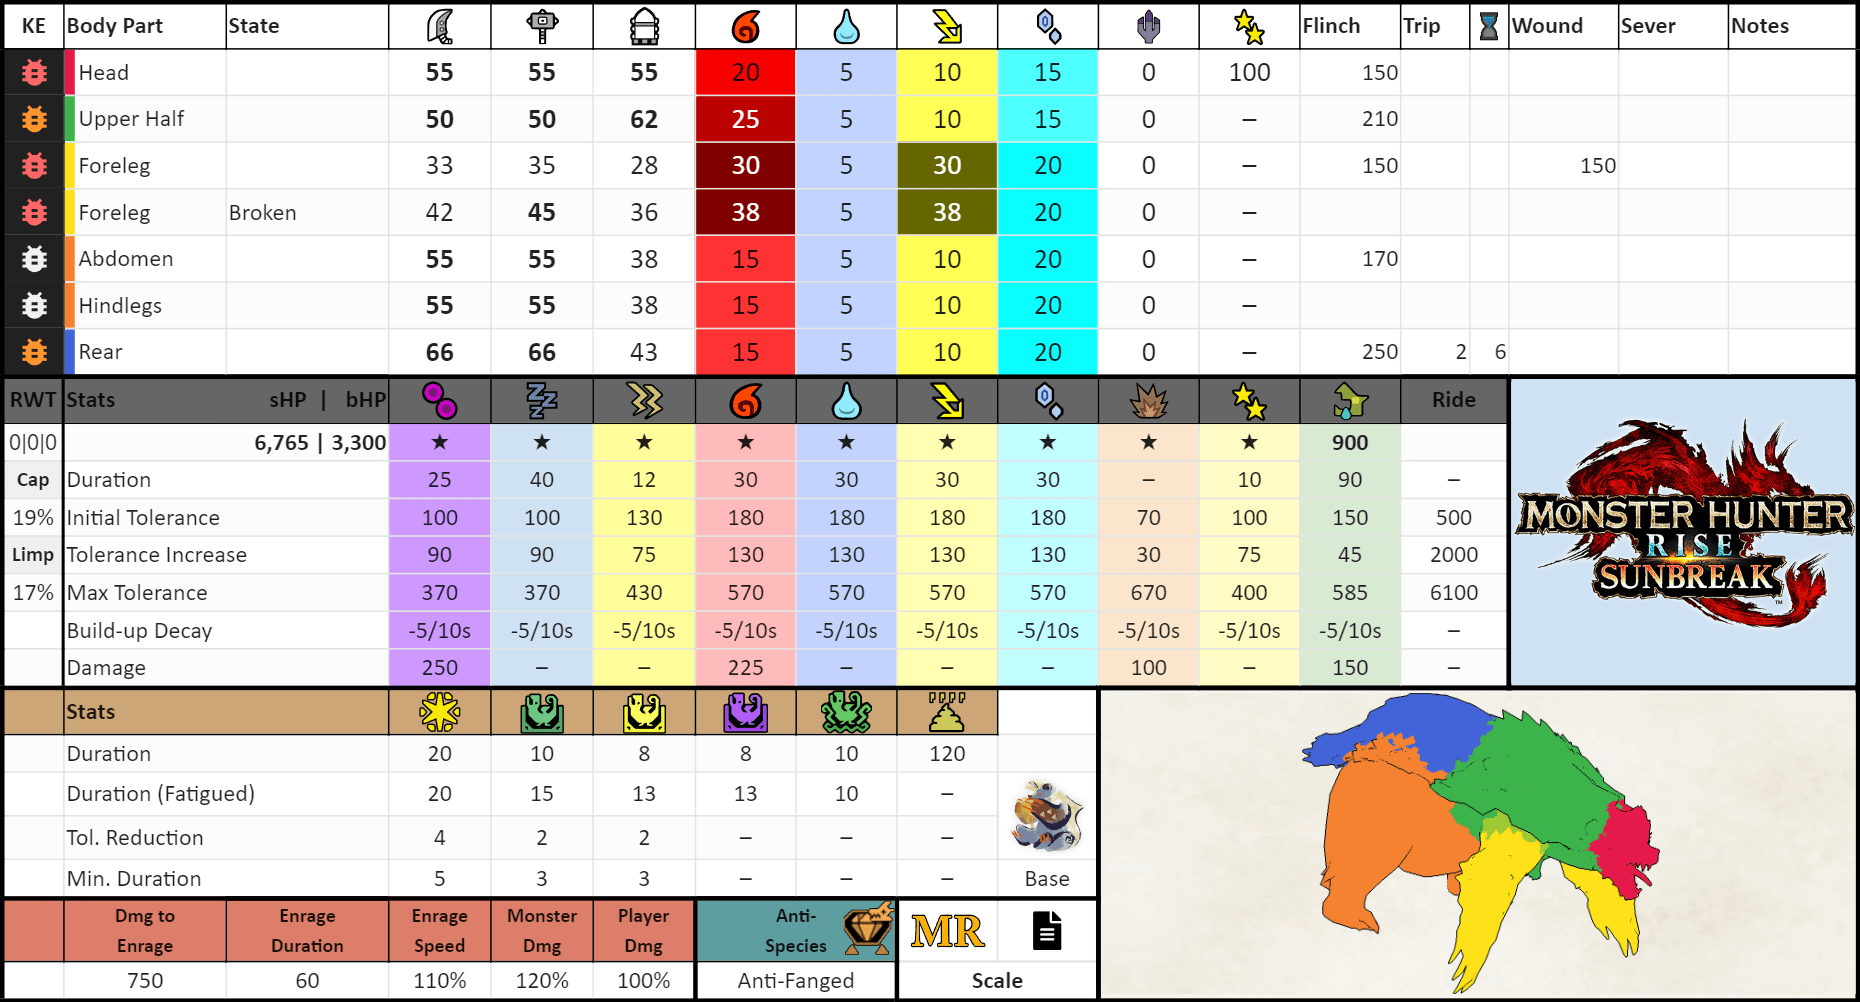 KE Body Part State Flinch Trip Wound Sever Notes
Head 55 55 55 20 5 10 15 0 100 150
Upper Half 50 50 62 25 5 10 15 0 – 210
Foreleg 33 35 28 30 5 30 20 0 – 150 150
Foreleg Broken 42 45 36 38 5 38 20 0 –
Abdomen 55 55 38 15 5 10 20 0 – 170
Hindlegs 55 55 38 15 5 10 20 0 –
Rear 66 66 43 15 5 10 20 0 – 250 2 6
RWT Stats sHP | bHP Ride
0|0|0 6,765 | 3,300 ★ ★ ★ ★ ★ ★ ★ ★ ★ 900
Cap Duration 25 40 12 30 30 30 30 – 10 90 –
19% Initial Tolerance 100 100 130 180 180 180 180 70 100 150 500
Limp Tolerance Increase 90 90 75 130 130 130 130 30 75 45 2000
17% Max Tolerance 370 370 430 570 570 570 570 670 400 585 6100
Build-up Decay -5/10s -5/10s -5/10s -5/10s -5/10s -5/10s -5/10s -5/10s -5/10s -5/10s –
Damage 250 – – 225 – – – 100 – 150 –
MONSTER HUNTER
RISE
SUNBREAK™
Stats
Duration 20 10 8 8 10 120
Duration (Fatigued) 20 15 13 13 10 –
Tol. Reduction 4 2 2 – – –
Min. Duration 5 3 3 – – – Base
Dmg to Enrage Enrage Monster Player Anti-
Enrage Duration Speed Dmg Dmg Species MR
750 60 110% 120% 100% Anti-Fanged Scale